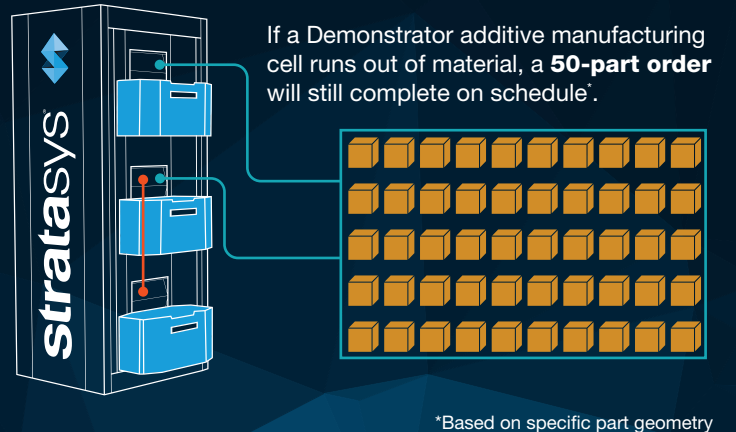 If a Demonstrator additive manufacturing
cell runs out of material, a 50-part order
will still complete on schedule*.
stratasys
*Based on specific part geometry